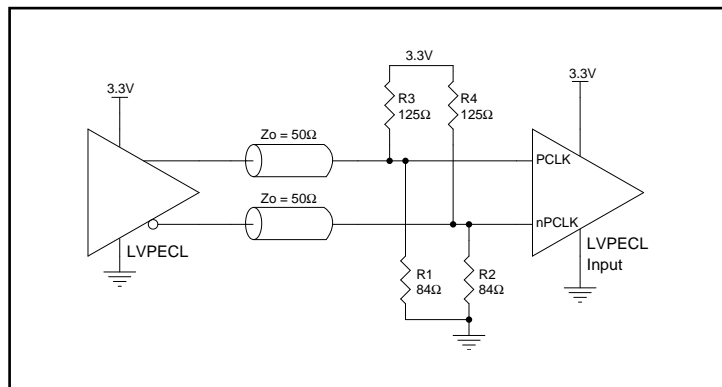 3.3V
3.3V
3.3V
R3
125Ω
R4
125Ω
Zo = 50Ω
PCLK
Zo = 50Ω
nPCLK
LVPECL
LVPECL
Input
R1
84Ω
R2
84Ω